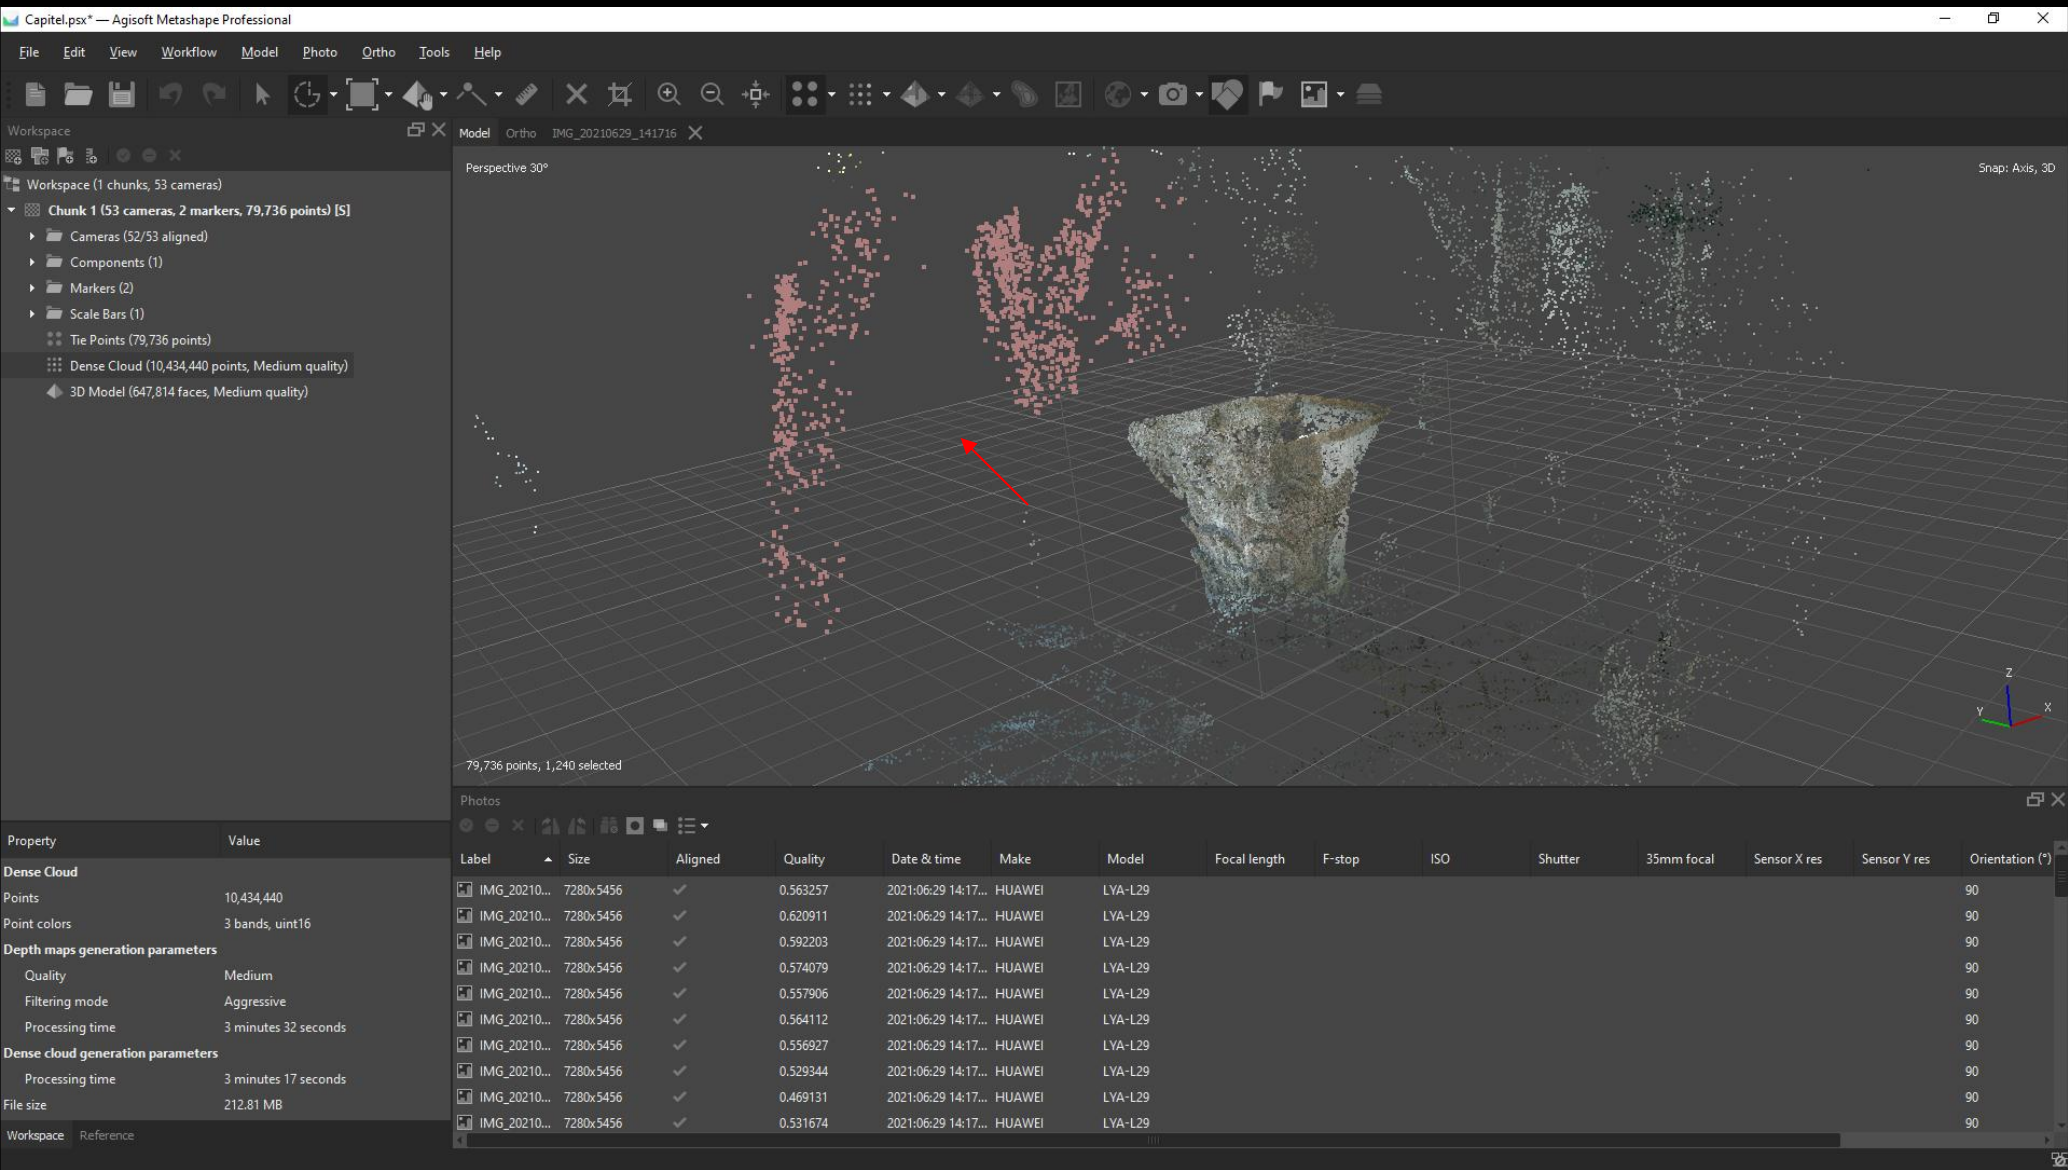 Capitel.psx* — Agisoft Metashape Professional
File Edit View Workflow Model Photo Ortho Tools Help
Workspace
Model Ortho IMG_20210629_141716
Perspective 30°
Snap: Axis, 3D
Workspace (1 chunks, 53 cameras)
Chunk 1 (53 cameras, 2 markers, 79,736 points) [S]
Cameras (52/53 aligned)
Components (1)
Markers (2)
Scale Bars (1)
Tie Points (79,736 points)
Dense Cloud (10,434,440 points, Medium quality)
3D Model (647,814 faces, Medium quality)
Z
Y
X
79,736 points, 1,240 selected
Property Value
Dense Cloud
Points 10,434,440
Point colors 3 bands, uint16
Depth maps generation parameters
Quality Medium
Filtering mode Aggressive
Processing time 3 minutes 32 seconds
Dense cloud generation parameters
Processing time 3 minutes 17 seconds
File size 212.81 MB
Workspace Reference
Photos
Label Size Aligned Quality Date & time Make Model Focal length F-stop ISO Shutter 35mm focal Sensor X res Sensor Y res Orientation (°)
IMG_20210... 7280x5456 0.563257 2021:06:29 14:17... HUAWEI LYA-L29 90
IMG_20210... 7280x5456 0.620911 2021:06:29 14:17... HUAWEI LYA-L29 90
IMG_20210... 7280x5456 0.592203 2021:06:29 14:17... HUAWEI LYA-L29 90
IMG_20210... 7280x5456 0.574079 2021:06:29 14:17... HUAWEI LYA-L29 90
IMG_20210... 7280x5456 0.557906 2021:06:29 14:17... HUAWEI LYA-L29 90
IMG_20210... 7280x5456 0.564112 2021:06:29 14:17... HUAWEI LYA-L29 90
IMG_20210... 7280x5456 0.556927 2021:06:29 14:17... HUAWEI LYA-L29 90
IMG_20210... 7280x5456 0.529344 2021:06:29 14:17... HUAWEI LYA-L29 90
IMG_20210... 7280x5456 0.469131 2021:06:29 14:17... HUAWEI LYA-L29 90
IMG_20210... 7280x5456 0.531674 2021:06:29 14:17... HUAWEI LYA-L29 90